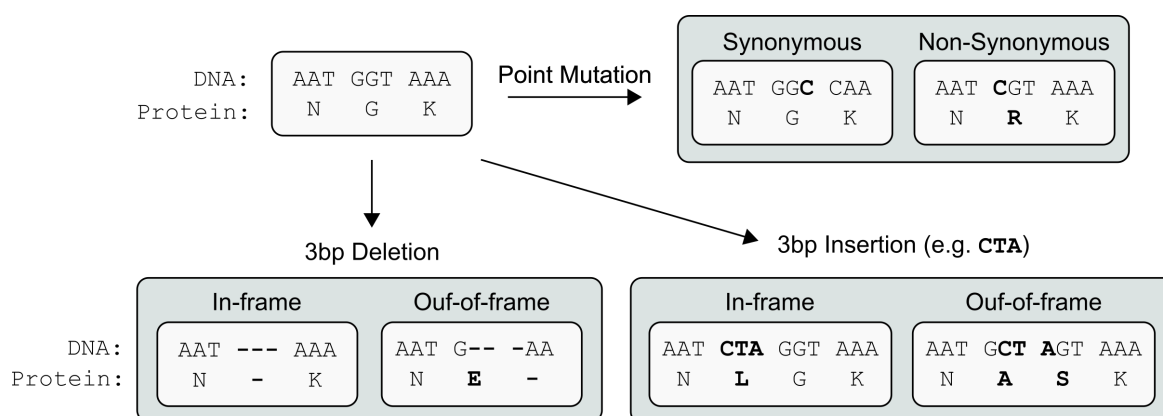 Synonymous Non-Synonymous
DNA: AAT GGT AAA Point Mutation AAT GGC CAA AAT CGT AAA
Protein: N G K N G K N R K
3bp Deletion 3bp Insertion (e.g. CTA)
In-frame Ouf-of-frame In-frame Ouf-of-frame
DNA: AAT --- AAA AAT G-- -AA AAT CTA GGT AAA AAT GCT AGT AAA
Protein: N - K N E - N L G K N A S K